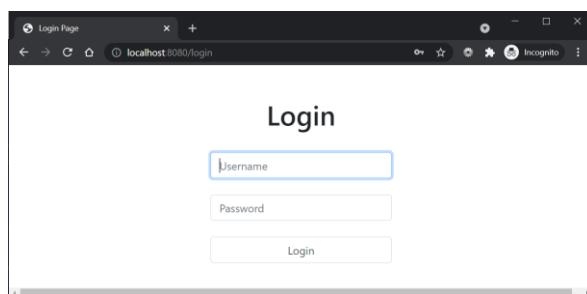 Login Page
localhost:8080/login
Incognito
Login
Username
Password
Login